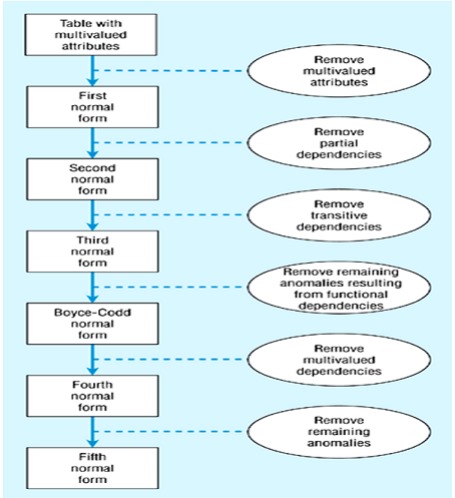 Table with
multivalued
attributes
Remove
multivalued
attributes
First
normal
form
Remove
partial
dependencies
Second
normal
form
Remove
transitive
dependencies
Third
normal
form
Remove remaining
anomalies resulting
from functional
dependencies
Boyce-Codd
normal
form
Remove
multivalued
dependencies
Fourth
normal
form
Remove
remaining
anomalies
Fifth
normal
form